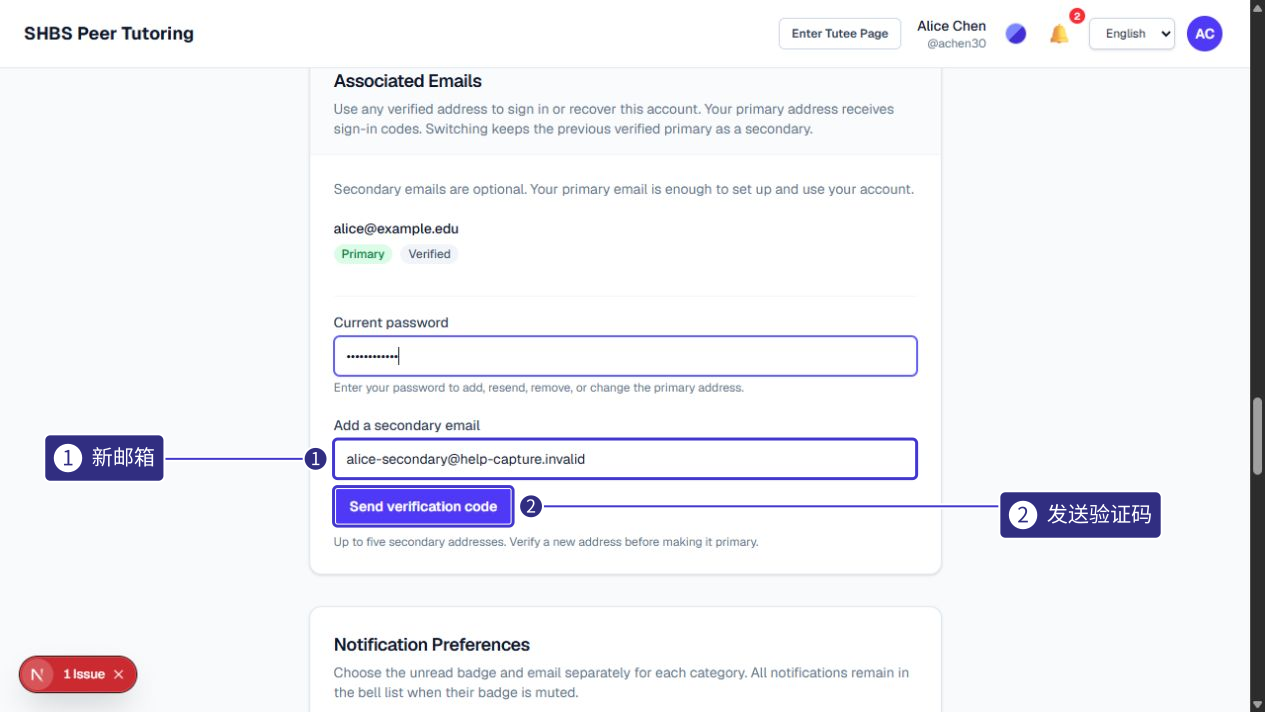 SHBS Peer Tutoring
Enter Tutee Page
Alice Chen
@achen30
2
English
AC
Associated Emails
Use any verified address to sign in or recover this account. Your primary address receives
sign-in codes. Switching keeps the previous verified primary as a secondary.
Secondary emails are optional. Your primary email is enough to set up and use your account.
alice@example.edu
Primary
Verified
Current password
••••••••••••
Enter your password to add, resend, remove, or change the primary address.
Add a secondary email
1 新邮箱
1
alice-secondary@help-capture.invalid
Send verification code
2
2 发送验证码
Up to five secondary addresses. Verify a new address before making it primary.
Notification Preferences
Choose the unread badge and email separately for each category. All notifications remain in
the bell list when their badge is muted.
N 1 Issue ×